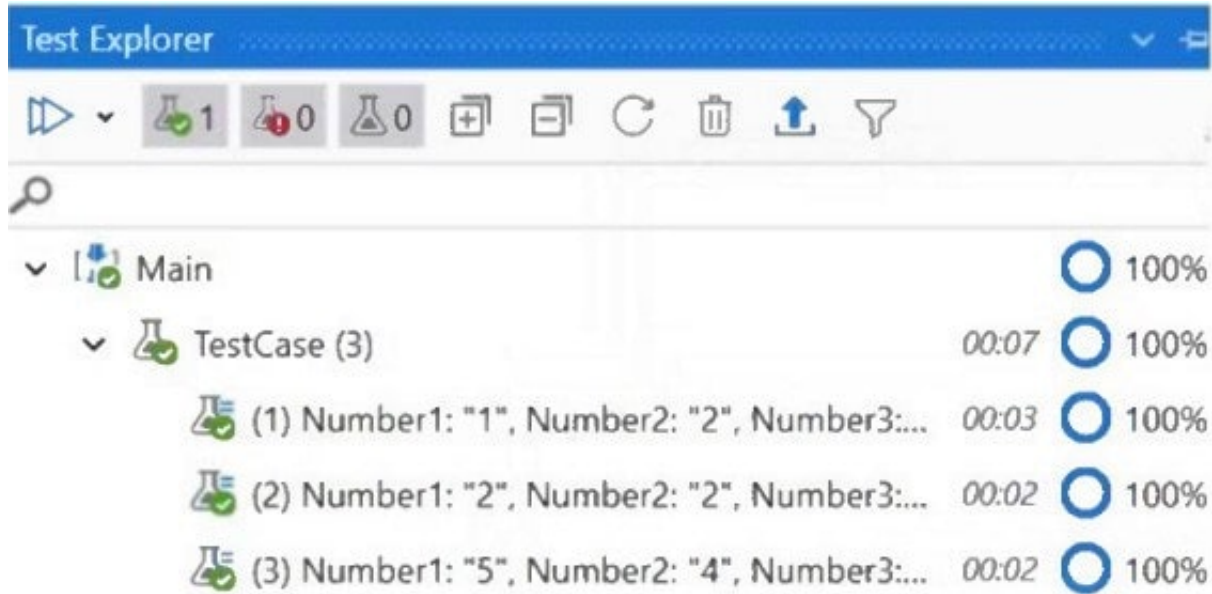 Test Explorer
1 0 0
Main 100%
TestCase (3) 00:07 100%
(1) Number1: "1", Number2: "2", Number3:... 00:03 100%
(2) Number1: "2", Number2: "2", Number3:... 00:02 100%
(3) Number1: "5", Number2: "4", Number3:... 00:02 100%